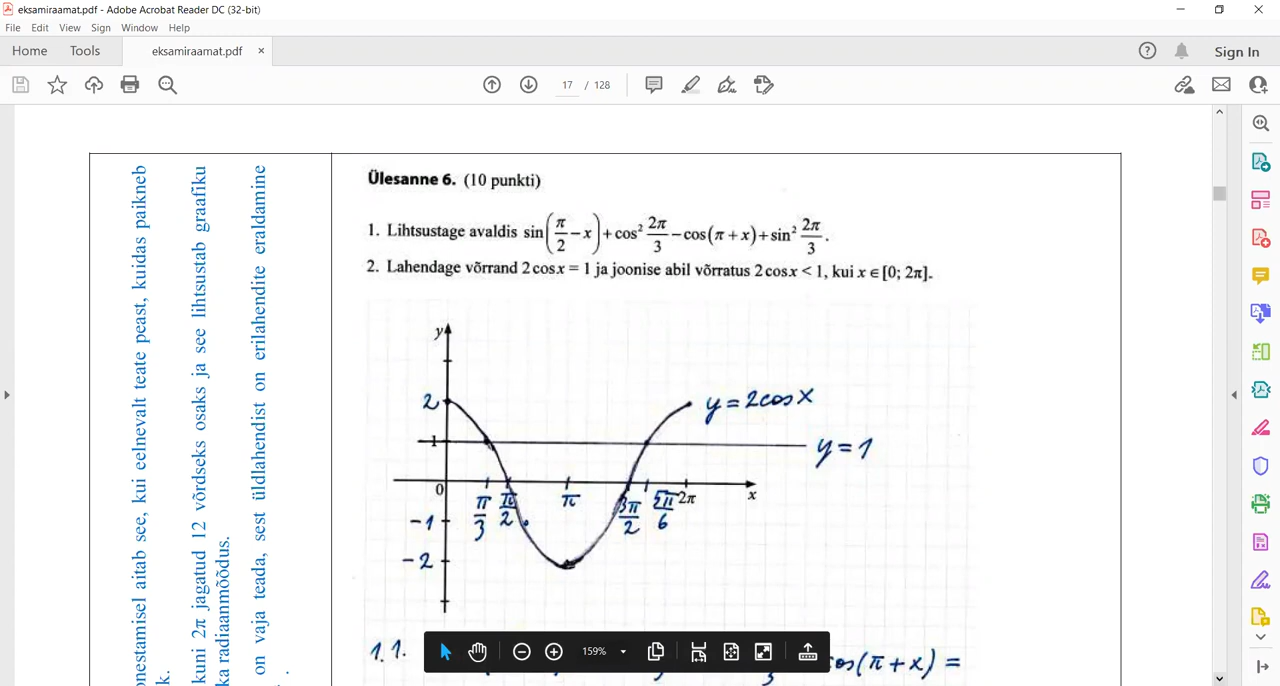 eksamiraamat.pdf - Adobe Acrobat Reader DC (32-bit)
File Edit View Sign Window Help
Home Tools eksamiraamat.pdf × Sign In
17 / 128
onestamisel aitab see, kui eelnevalt teate peast, kuidas paikneb
k.
kuni 2π jagatud 12 võrdseks osaks ja see lihtsustab graafiku
ka radiaanmõõdus.
on vaja teada, sest üldlahendist on erilahendite eraldamine
.
Ülesanne 6. (10 punkti)
1. Lihtsustage avaldis sin(π/2 − x) + cos² 2π/3 − cos(π + x) + sin² 2π/3.
2. Lahendage võrrand 2 cos x = 1 ja joonise abil võrratus 2 cos x < 1, kui x ∈ [0; 2π].
y
2
y = 2cosx
1
y = 1
0
π/3 π/2 π 3π/2 5π/6 2π x
-1
-2
1.1.
cos(π + x) =
159%